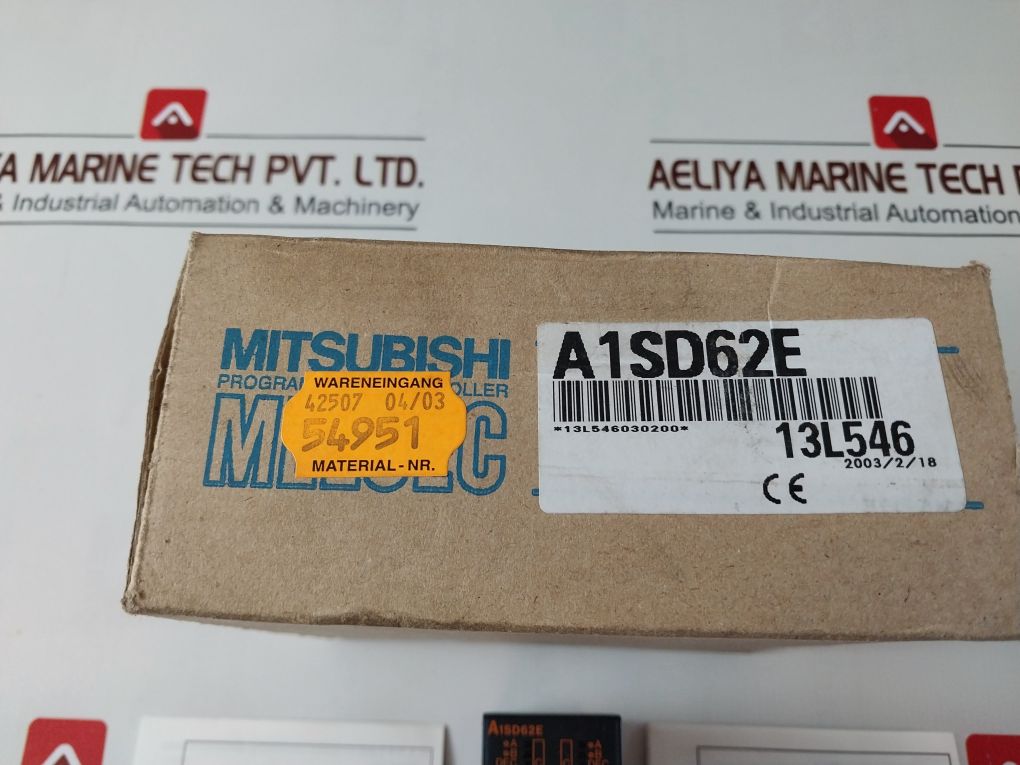 YA MARINE TECH PVT. LTD.
& Industrial Automation & Machinery
AELIYA MARINE TECH P
Marine & Industrial Automation
MITSUBISHI
WARENEINGANG
42507 04/03
54951
MATERIAL-NR.
A1SD62E
*13L546030200*
13L546
2003/2/18
CE
A1SD62E